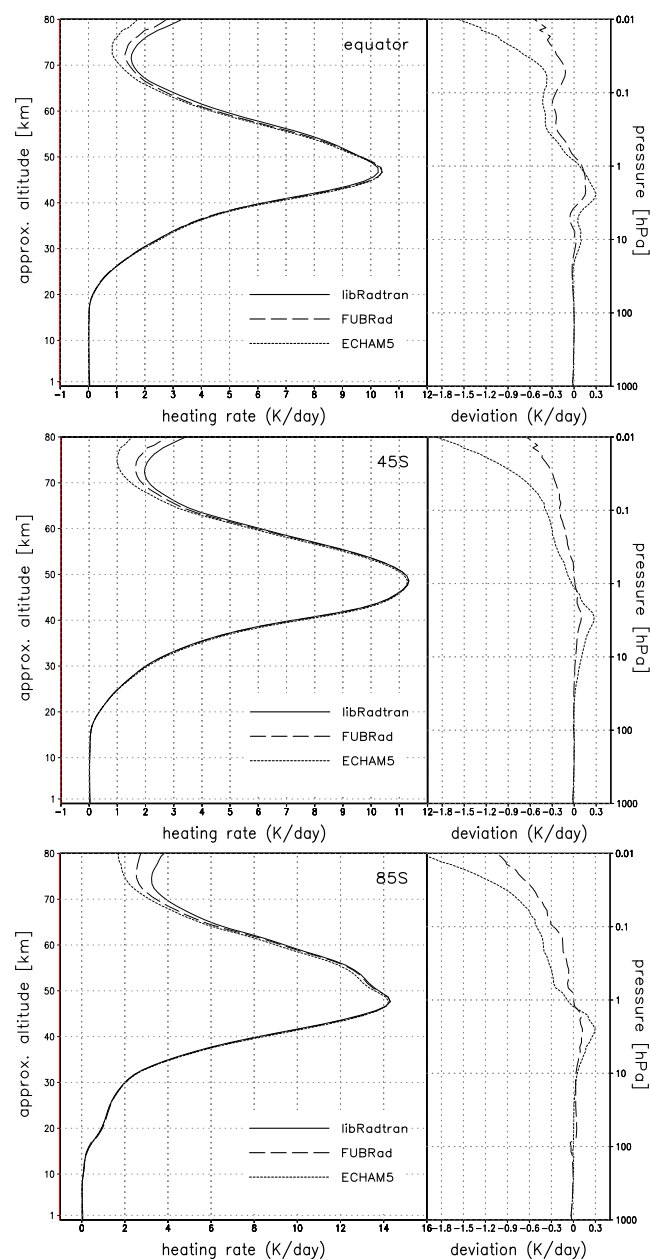 80
70
60
50
40
30
20
10
1
approx. altitude [km]
equator
libRadtran
FUBRad
ECHAM5
-1 0 1 2 3 4 5 6 7 8 9 10 11 12
heating rate (K/day)
-1.8 -1.5 -1.2 -0.9 -0.6 -0.3 0 0.3
deviation (K/day)
0.01
0.1
1
10
100
1000
pressure [hPa]
80
70
60
50
40
30
20
10
1
approx. altitude [km]
45S
libRadtran
FUBRad
ECHAM5
-1 0 1 2 3 4 5 6 7 8 9 10 11 12
heating rate (K/day)
-1.8 -1.5 -1.2 -0.9 -0.6 -0.3 0 0.3
deviation (K/day)
0.01
0.1
1
10
100
1000
pressure [hPa]
80
70
60
50
40
30
20
10
1
approx. altitude [km]
85S
libRadtran
FUBRad
ECHAM5
0 2 4 6 8 10 12 14 16
heating rate (K/day)
-1.8 -1.5 -1.2 -0.9 -0.6 -0.3 0 0.3
deviation (K/day)
0.01
0.1
1
10
100
1000
pressure [hPa]